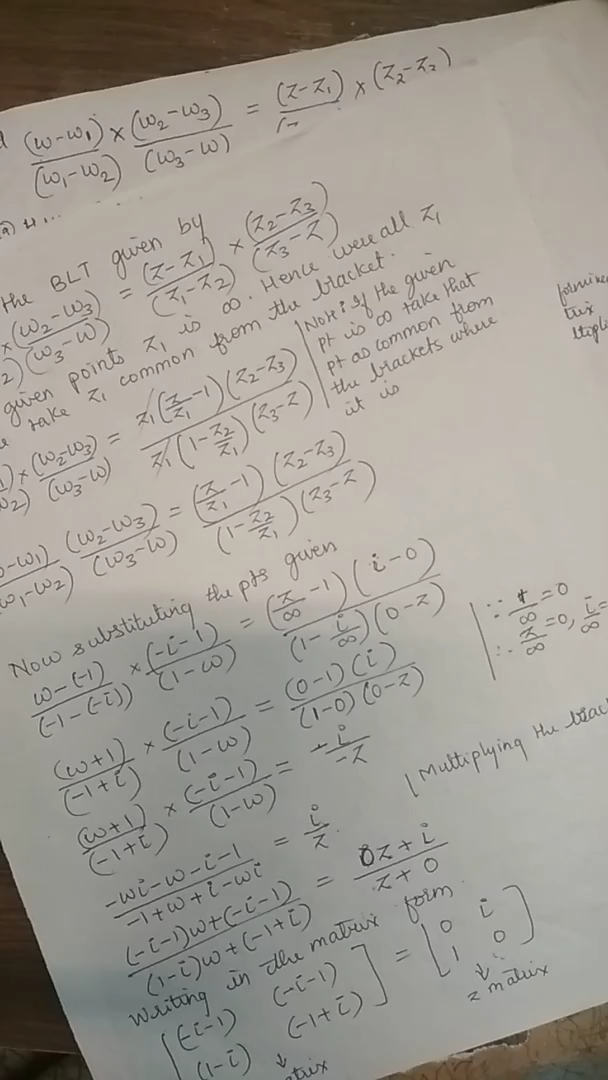 (w-w₁)/(w₁-w₂) × (w₂-w₃)/(w₃-w) = (z-z₁)/(- × (z₂-z₃)
the BLT given by
× (w₂-w₃)/(w₃-w) = (z-z₁)/(z₁-z₂) × (z₂-z₃)/(z₃-z)
given points z₁ is ∞. Hence were all z₁
take z₁ common from the bracket.
Note: If the given
pt is ∞ take that
pt as common from
the brackets where
it is
× (w₂-w₃)/(w₃-w) = z₁(z/z₁-1)(z₂-z₃)/z₁(1-z₂/z₁)(z₃-z)
-w₁)/(w₁-w₂) (w₂-w₃)/(w₃-w) = (z/z₁-1)(z₂-z₃)/(1-z₂/z₁)(z₃-z)
Now substituting the pts given
w-(-1)/(-1-(-i)) × (-i-1)/(1-w) = (z/∞-1)(i-0)/(1-i/∞)(0-z)
∵ 1/∞=0
∴ z/∞=0, i/∞=
(w+1)/(-1+i) × (-i-1)/(1-w) = (0-1)(i)/(1-0)(0-z)
(w+1)/(-1+i) × (-i-1)/(1-w) = -i/-z
Multiplying the
-wi-w-i-1/-1+w+i-wi = i/z.
(-i-1)w+(-i-1)/(1-i)w+(-1+i) = 0z+i/z+0
Writing in the matrix form
[(-i-1) (-i-1)] = [0 i]
[(1-i) (-1+i)] [1 0]
↓ ↓
z matrix